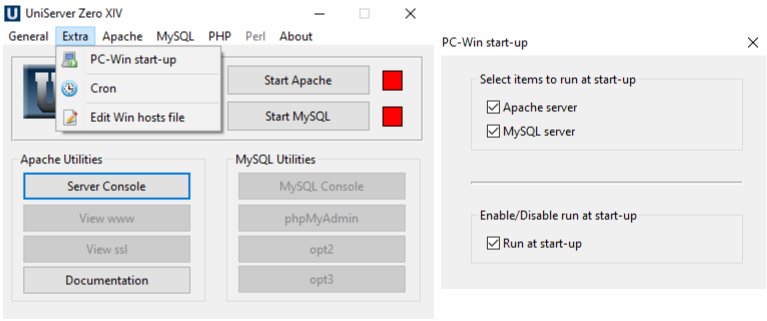 UniServer Zero XIV
General Extra Apache MySQL PHP Perl About
PC-Win start-up
Cron
Edit Win hosts file
U
Start Apache
Start MySQL
Apache Utilities
Server Console
View www
View ssl
Documentation
MySQL Utilities
MySQL Console
phpMyAdmin
opt2
opt3
PC-Win start-up
Select items to run at start-up
Apache server
MySQL server
Enable/Disable run at start-up
Run at start-up